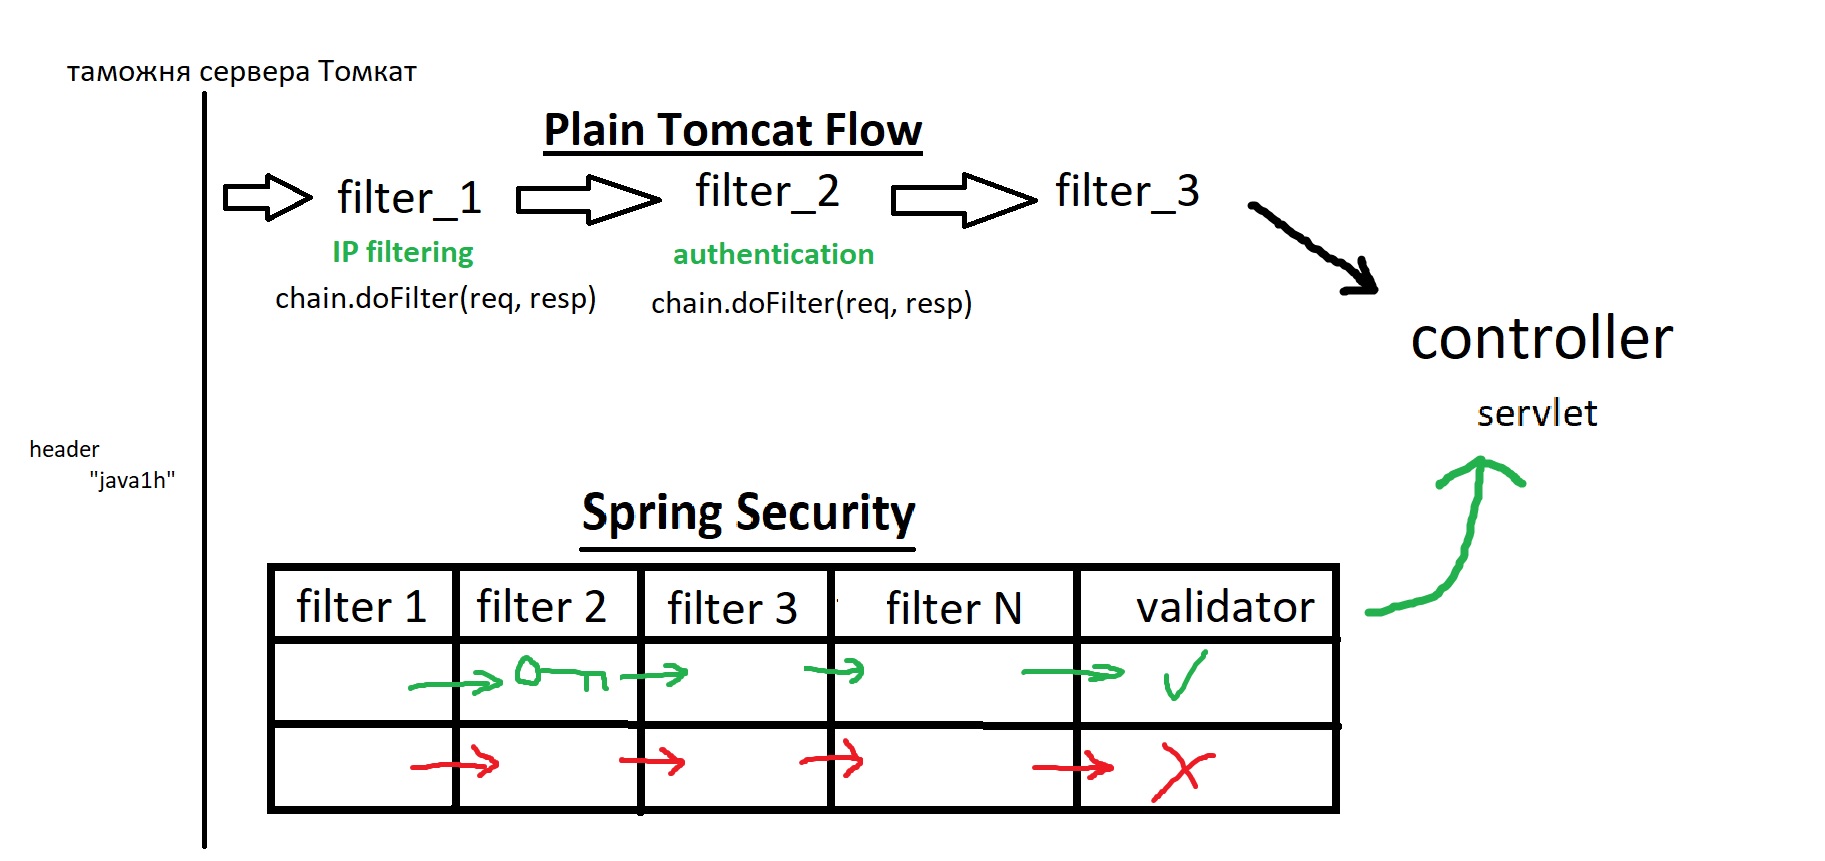 таможня сервера Томкат
Plain Tomcat Flow
filter_1
filter_2
filter_3
IP filtering
authentication
chain.doFilter(req, resp)
chain.doFilter(req, resp)
controller
servlet
header
"java1h"
Spring Security
filter 1
filter 2
filter 3
filter N
validator